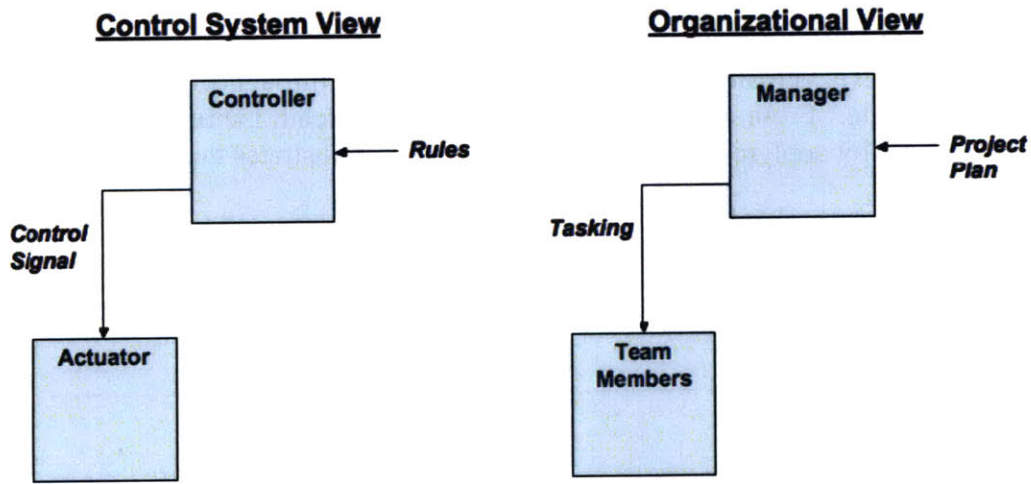 Control System View
Organizational View
Controller
Rules
Control
Signal
Actuator
Manager
Project
Plan
Tasking
Team
Members